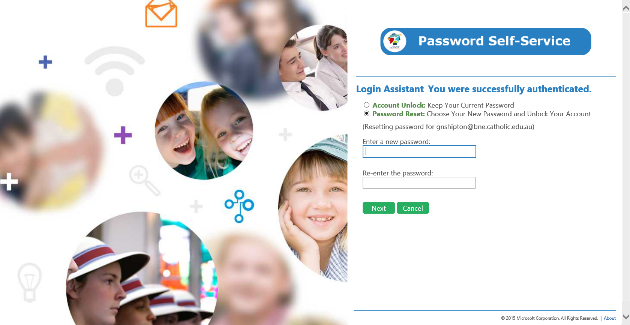 Password Self-Service
Login Assistant You were successfully authenticated.
Account Unlock: Keep Your Current Password
Password Reset: Choose Your New Password and Unlock Your Account
(Resetting password for gnshipton@bne.catholic.edu.au)
Enter a new password:
Re-enter the password:
Next Cancel
© 2015 Microsoft Corporation. All Rights Reserved. | About